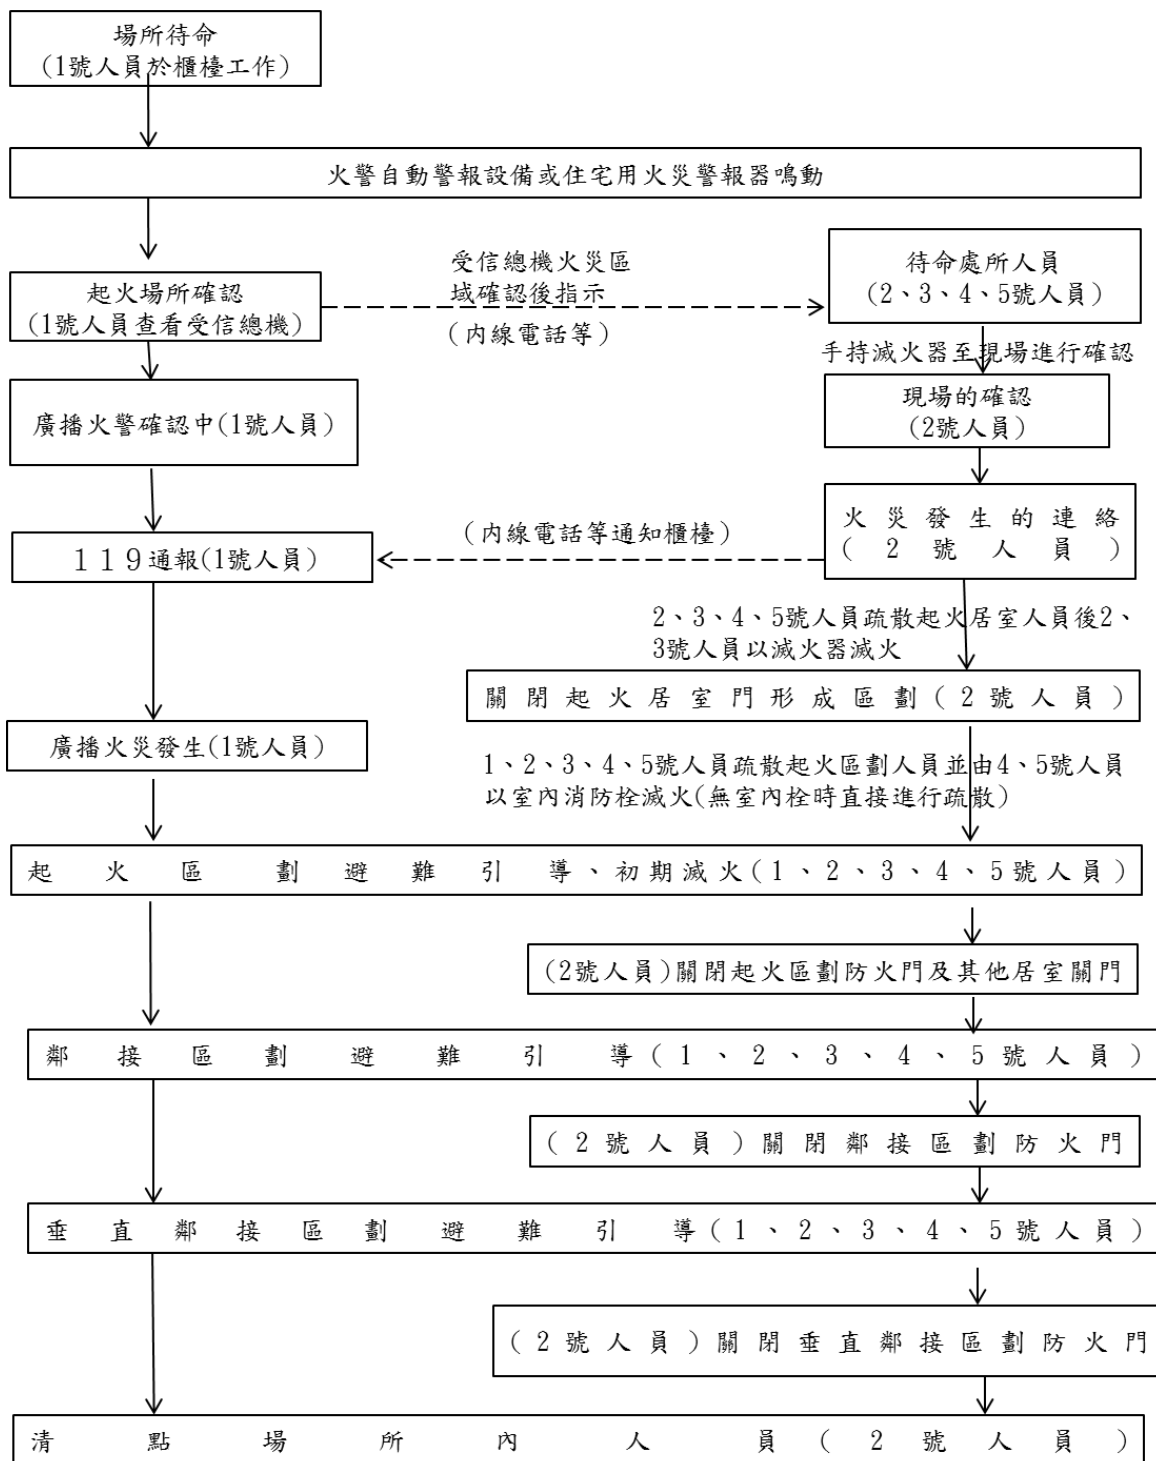 場所待命
(1號人員於櫃檯工作)
火警自動警報設備或住宅用火災警報器鳴動
起火場所確認
(1號人員查看受信總機)
受信總機火災區
域確認後指示
(內線電話等)
待命處所人員
(2、3、4、5號人員)
手持滅火器至現場進行確認
廣播火警確認中(1號人員)
現場的確認
(2號人員)
火災發生的連絡
(2號人員)
(內線電話等通知櫃檯)
119通報(1號人員)
2、3、4、5號人員疏散起火居室人員後2、
3號人員以滅火器滅火
關閉起火居室門形成區劃(2號人員)
廣播火災發生(1號人員)
1、2、3、4、5號人員疏散起火區劃人員並由4、5號人員
以室內消防栓滅火(無室內栓時直接進行疏散)
起火區劃避難引導、初期滅火(1、2、3、4、5號人員)
(2號人員)關閉起火區劃防火門及其他居室關門
鄰接區劃避難引導(1、2、3、4、5號人員)
(2號人員)關閉鄰接區劃防火門
垂直鄰接區劃避難引導(1、2、3、4、5號人員)
(2號人員)關閉垂直鄰接區劃防火門
清點場所內人員(2號人員)